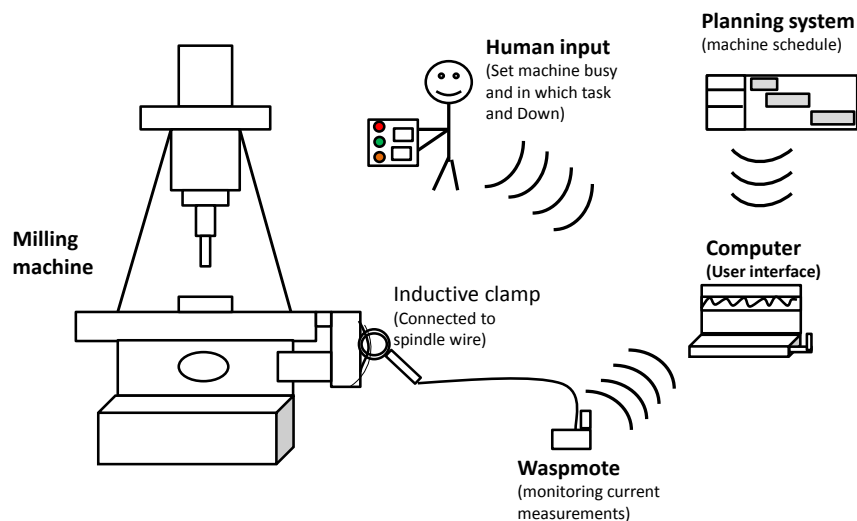 Planning system
(machine schedule)
Human input
(Set machine busy
and in which task
and Down)
Milling
machine
Computer
(User interface)
Inductive clamp
(Connected to
spindle wire)
Waspmote
(monitoring current
measurements)